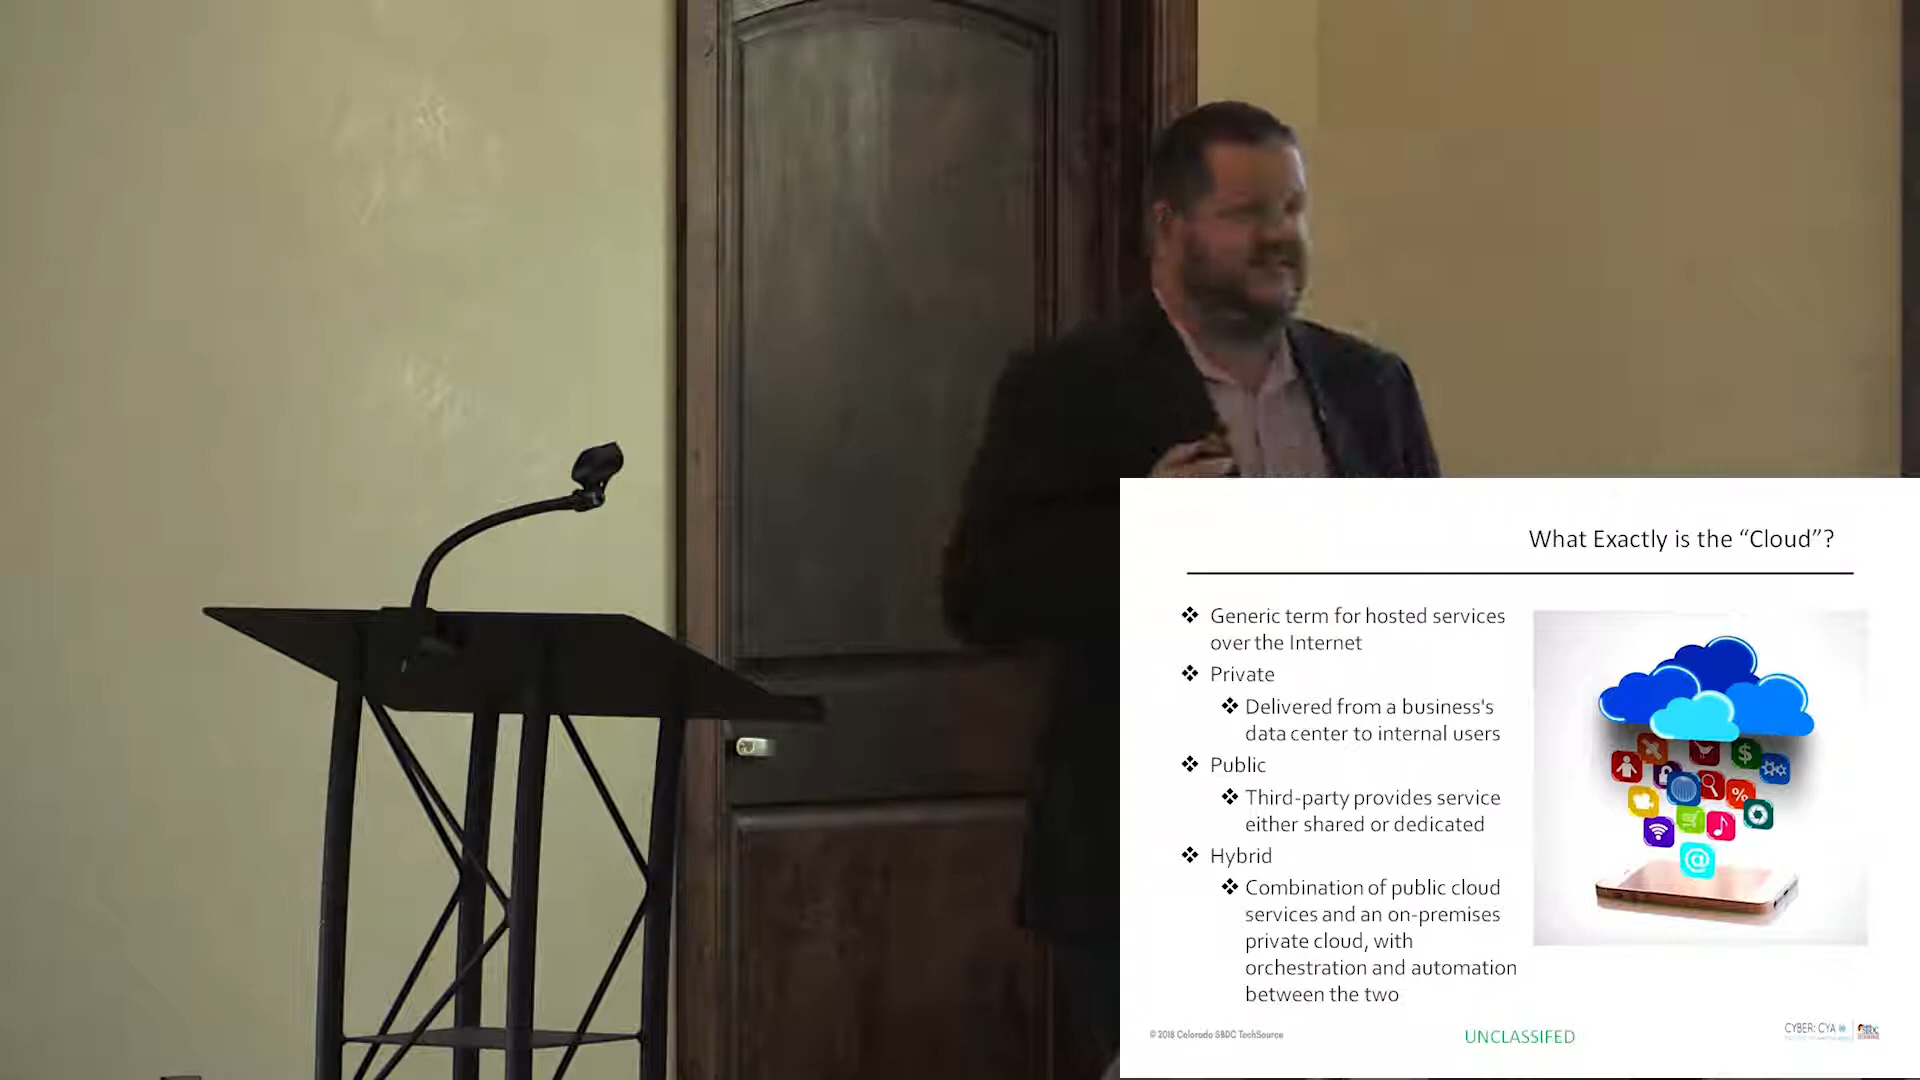 What Exactly is the “Cloud”?
❖ Generic term for hosted services
over the Internet
❖ Private
❖ Delivered from a business's
data center to internal users
❖ Public
❖ Third-party provides service
either shared or dedicated
❖ Hybrid
❖ Combination of public cloud
services and an on-premises
private cloud, with
orchestration and automation
between the two
$
%
@
© 2018 Colorado SBDC TechSource
UNCLASSIFED
CYBER: CYA
SBDC